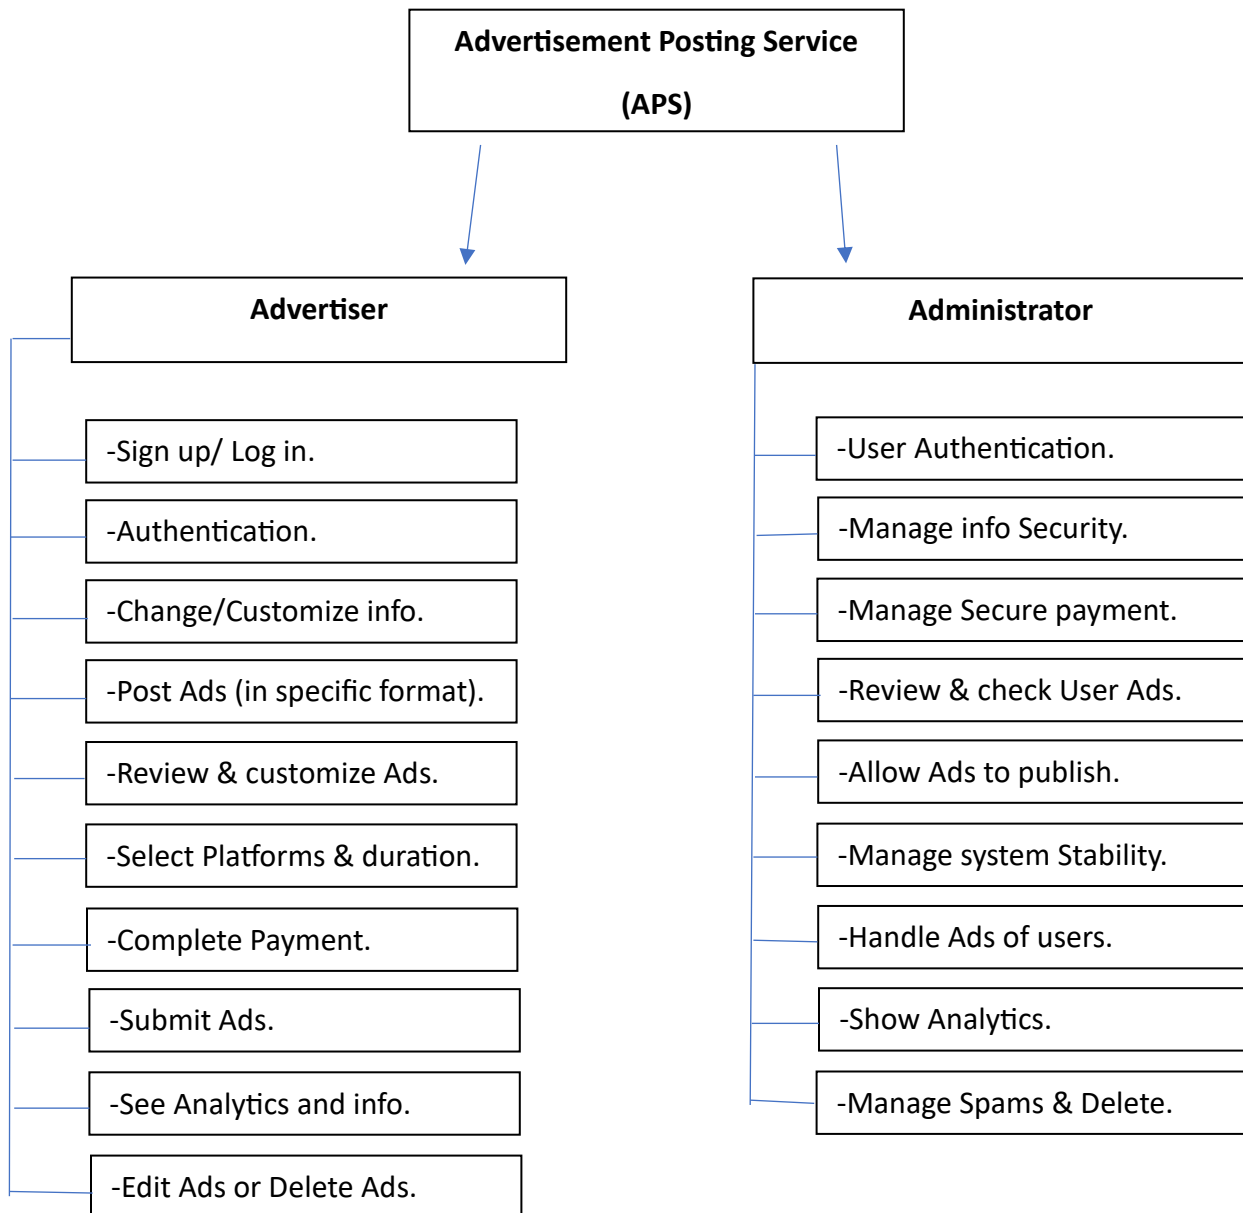 Advertisement Posting Service
(APS)
Advertiser
-Sign up/ Log in.
-Authentication.
-Change/Customize info.
-Post Ads (in specific format).
-Review & customize Ads.
-Select Platforms & duration.
-Complete Payment.
-Submit Ads.
-See Analytics and info.
-Edit Ads or Delete Ads.
Administrator
-User Authentication.
-Manage info Security.
-Manage Secure payment.
-Review & check User Ads.
-Allow Ads to publish.
-Manage system Stability.
-Handle Ads of users.
-Show Analytics.
-Manage Spams & Delete.